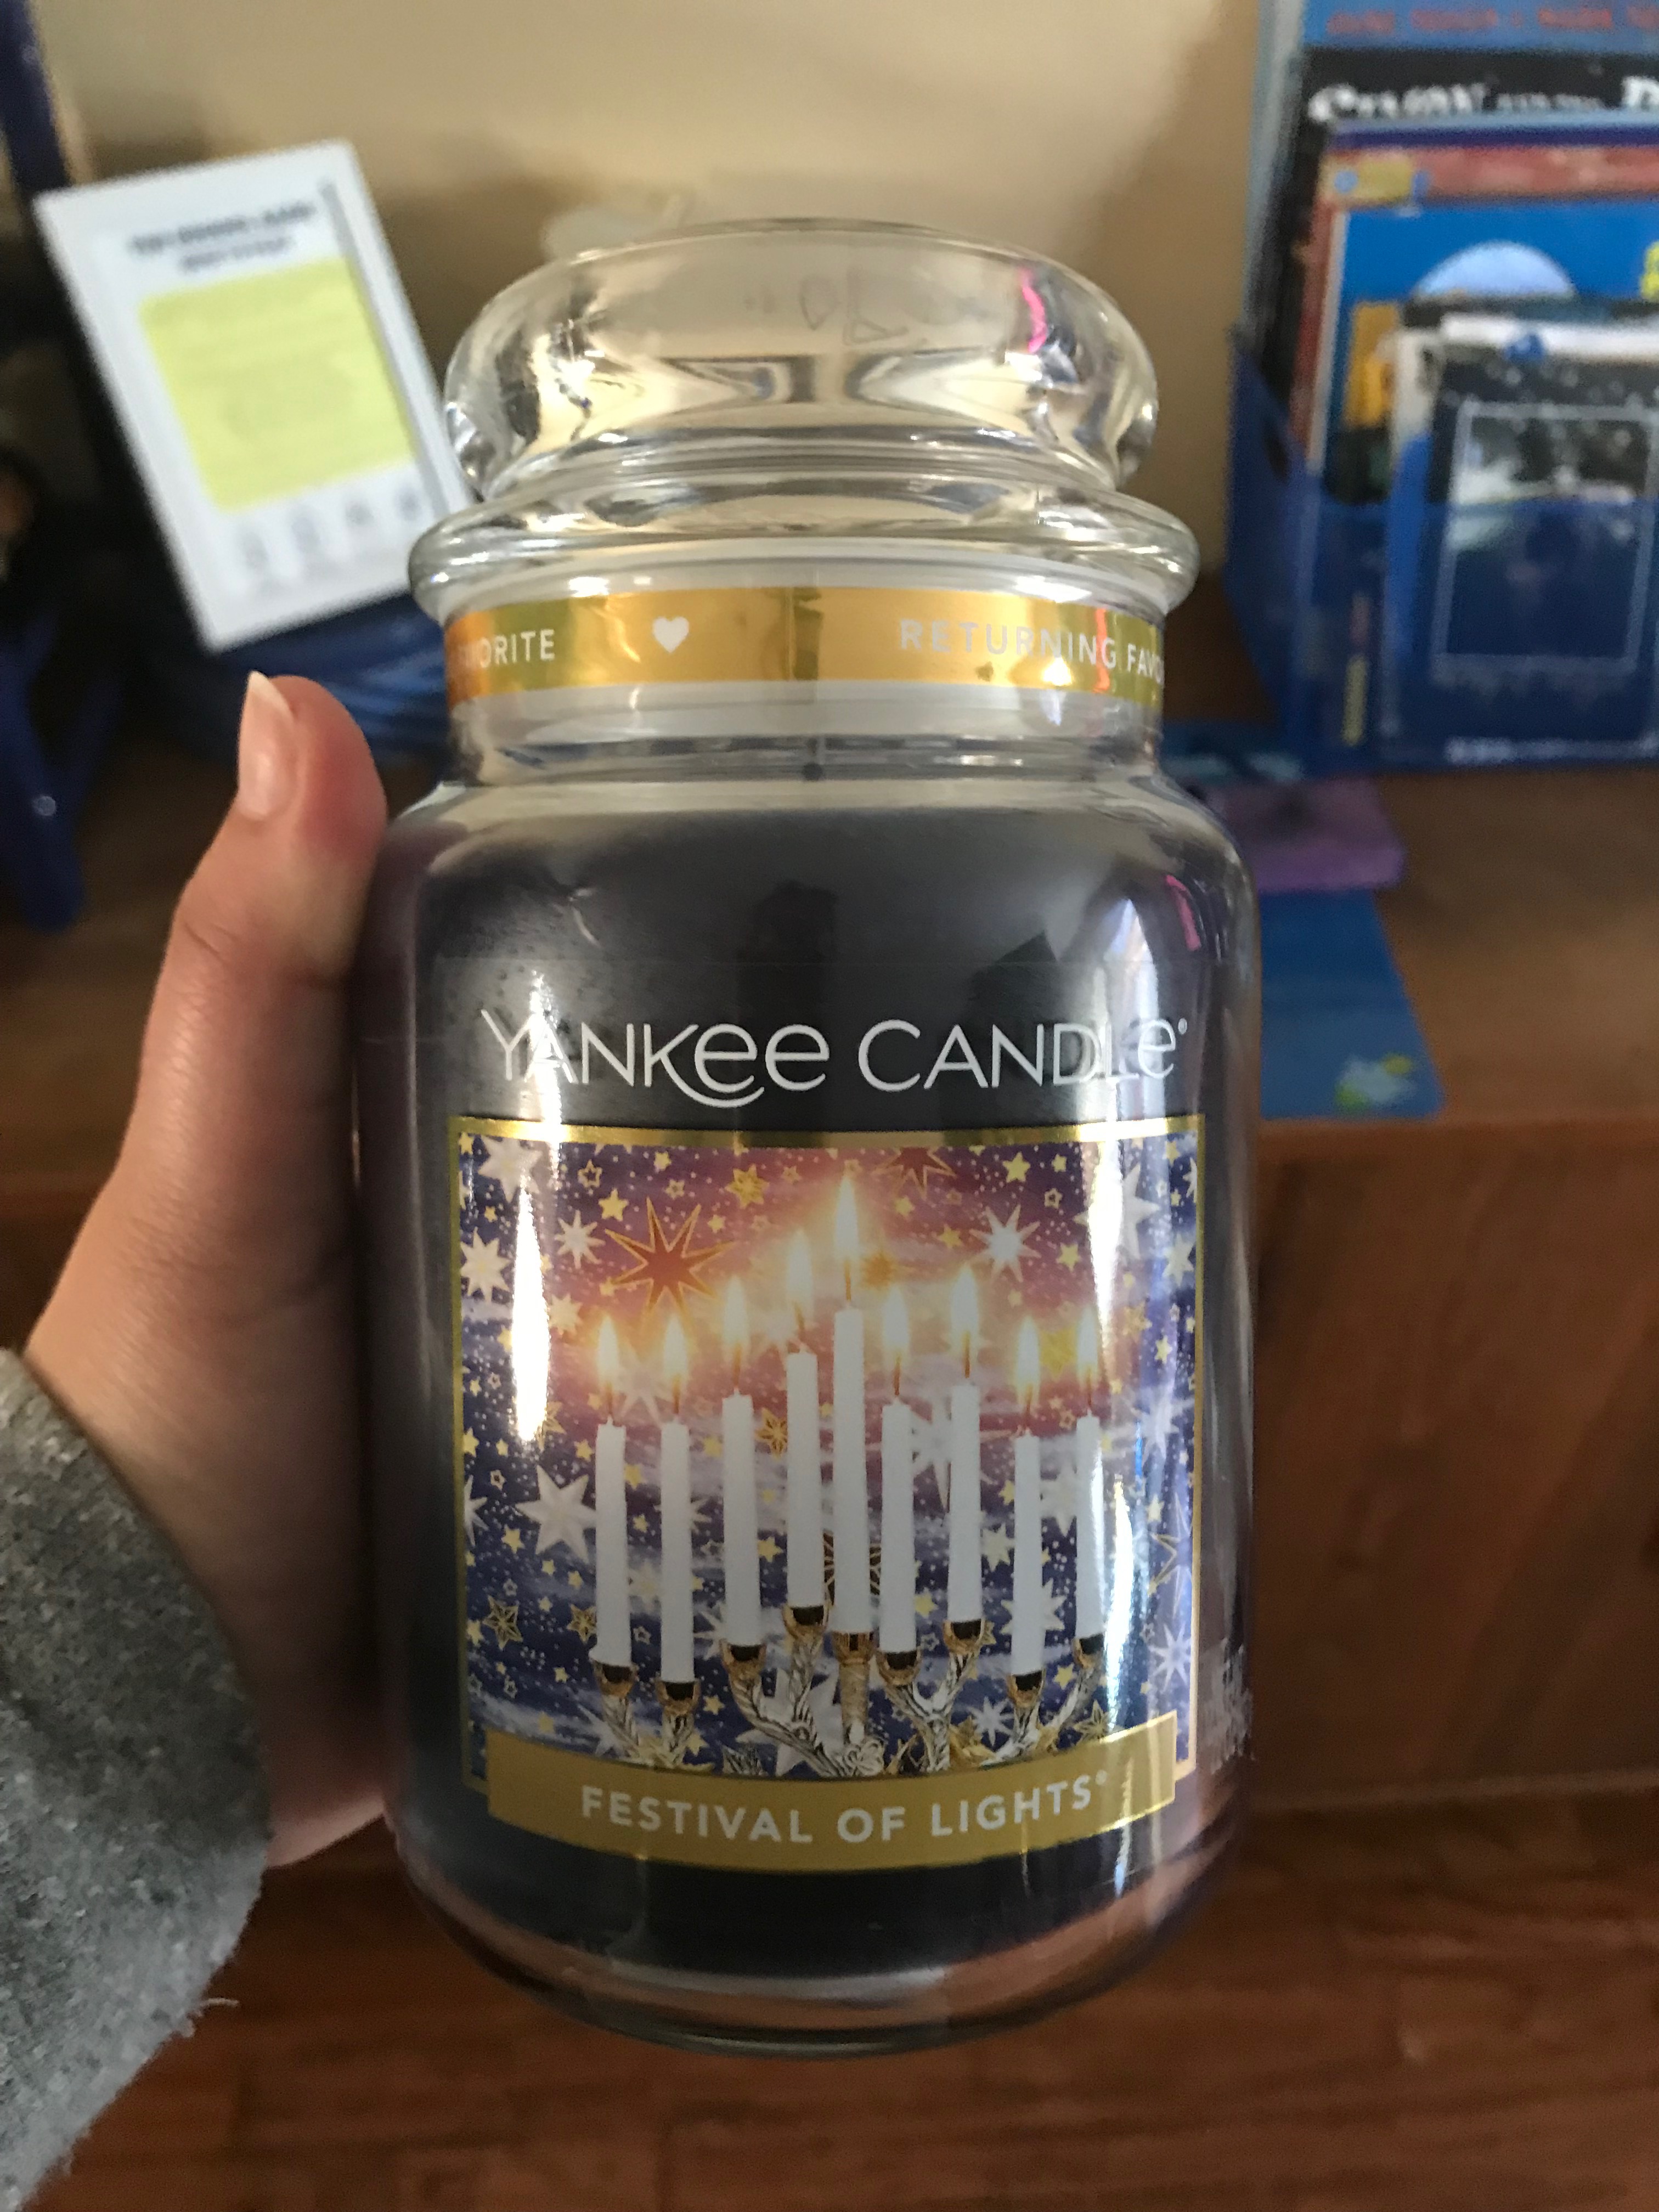 ORITE ♥ RETURNING FAVO
YANKEE CANDLE®
FESTIVAL OF LIGHTS®